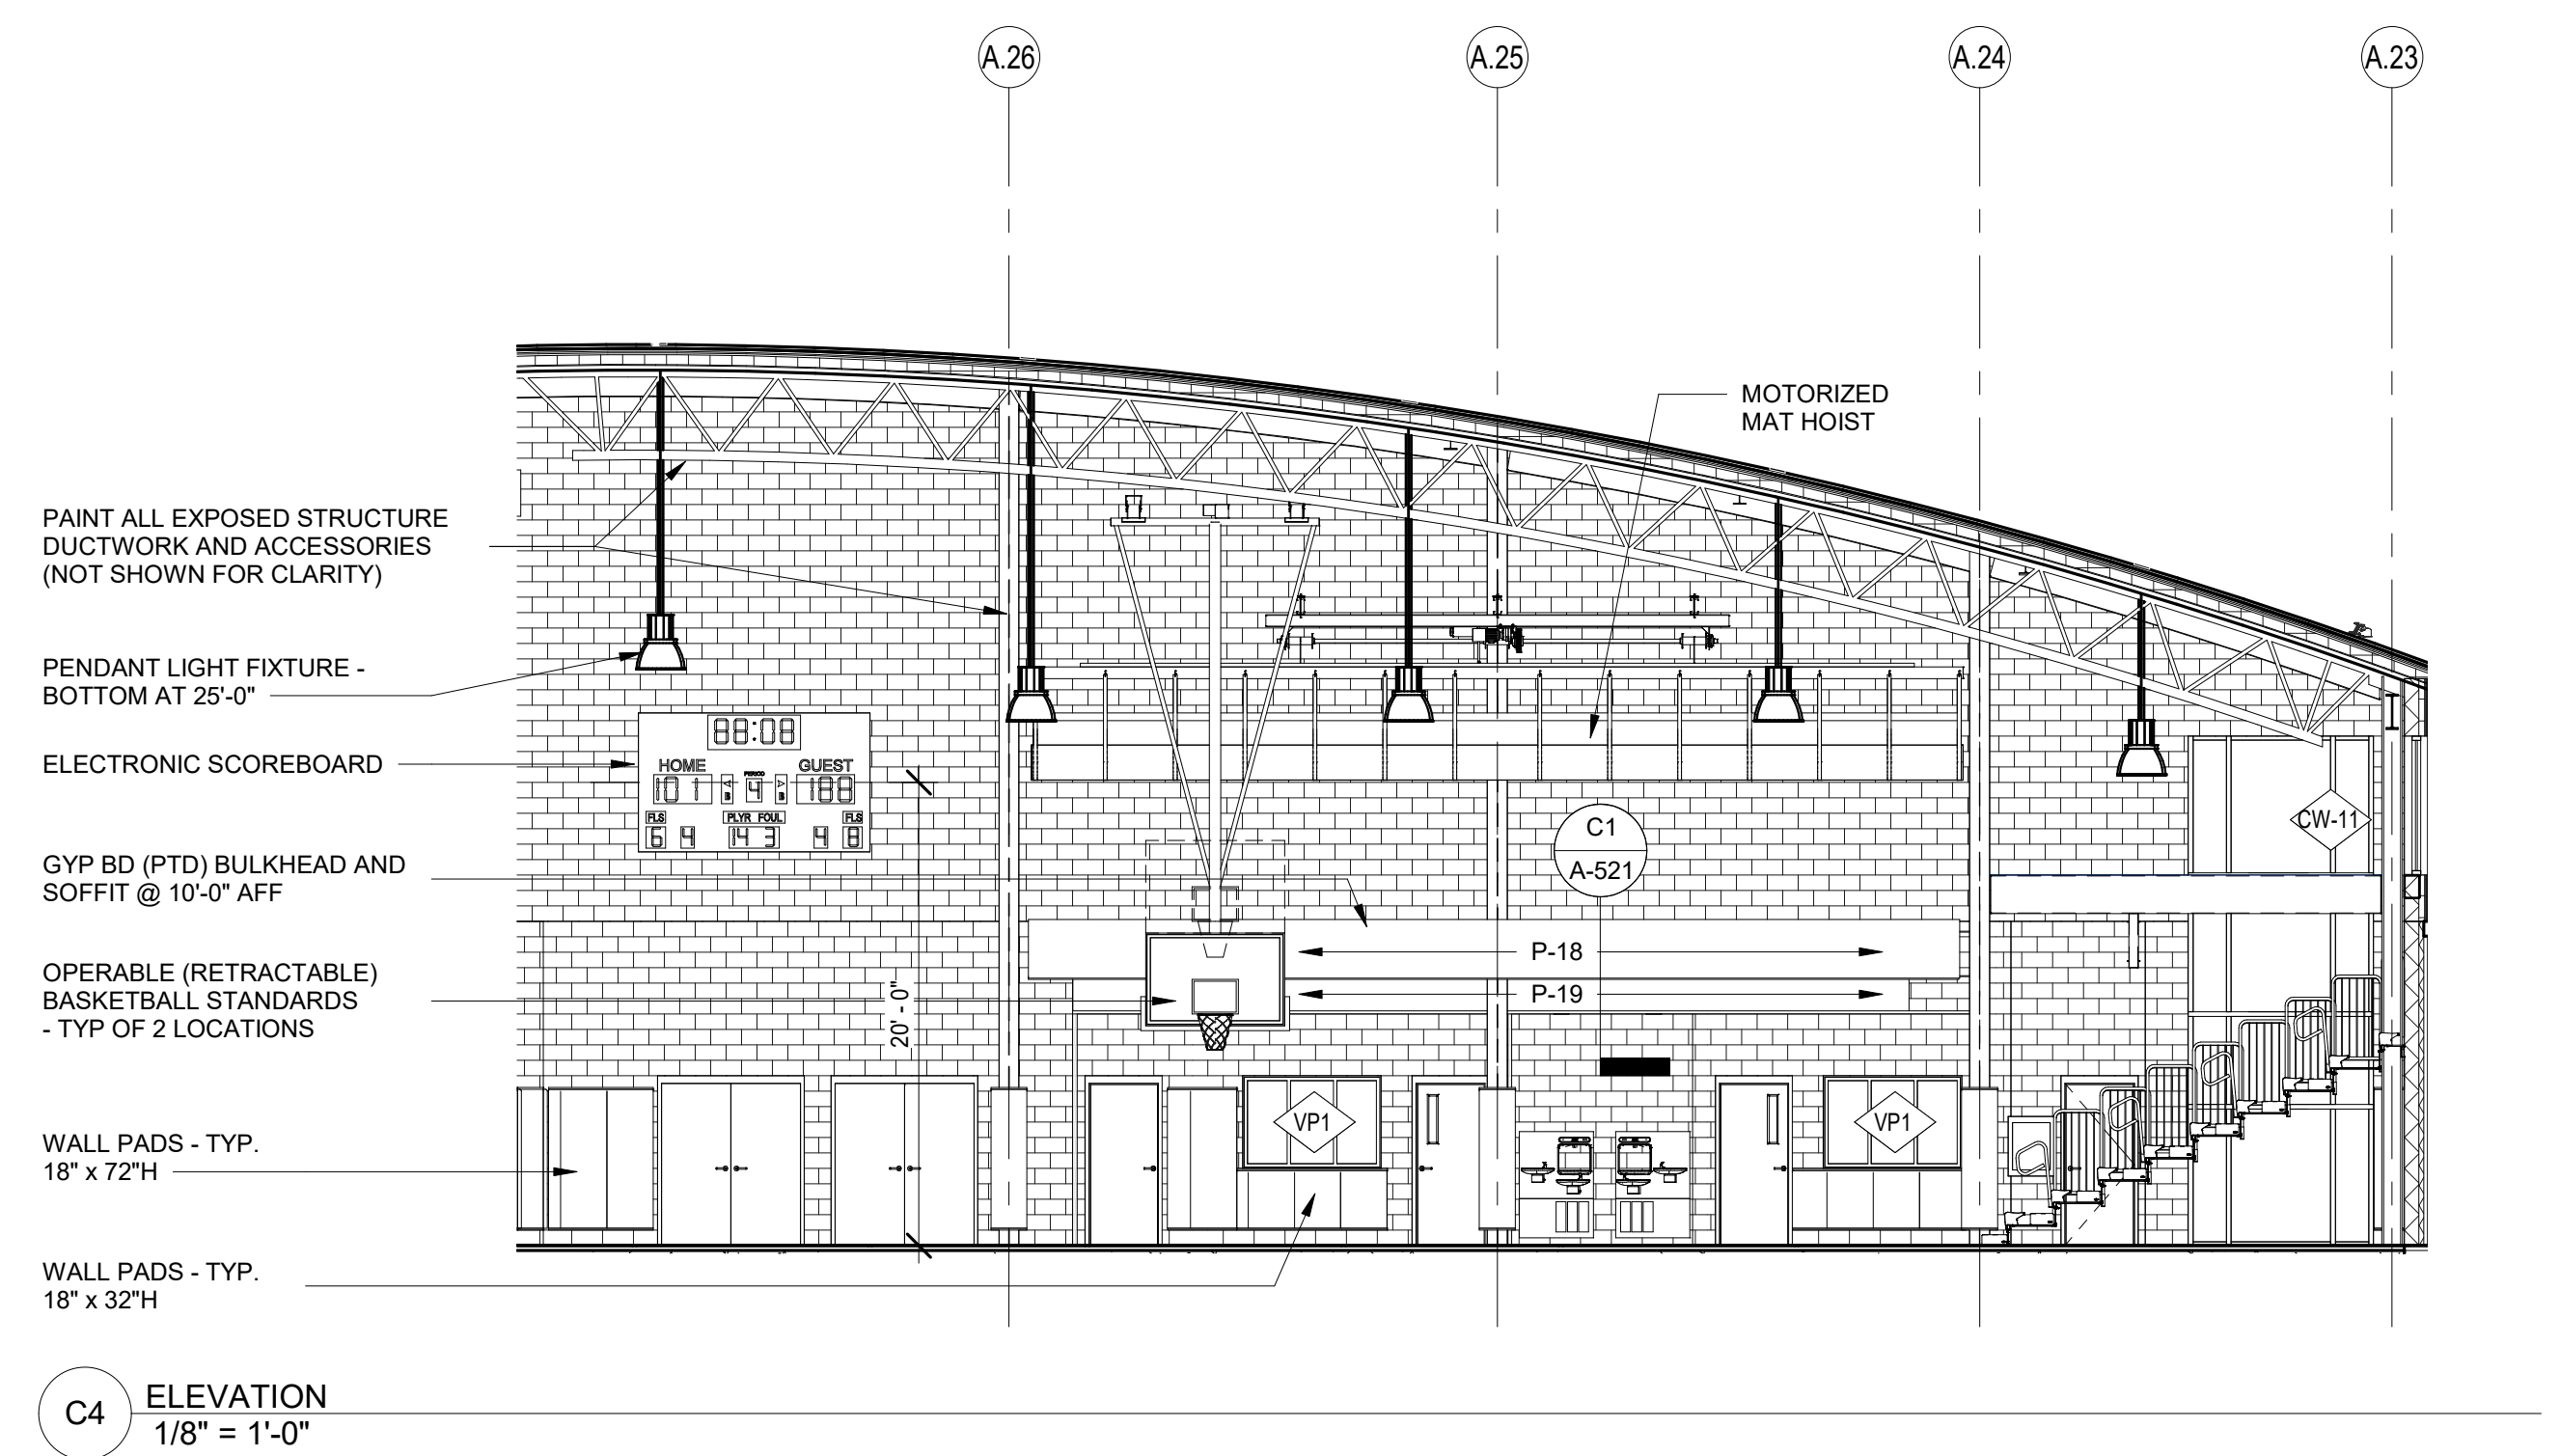 A.26
A.25
A.24
A.23
MOTORIZED
MAT HOIST
PAINT ALL EXPOSED STRUCTURE
DUCTWORK AND ACCESSORIES
(NOT SHOWN FOR CLARITY)
PENDANT LIGHT FIXTURE -
BOTTOM AT 25'-0"
ELECTRONIC SCOREBOARD
88:08
HOME
GUEST
PERIOD
101
4
188
B
B
FLS
PLYR FOUL
FLS
6 4
14 3
4 8
C1
A-521
CW-11
GYP BD (PTD) BULKHEAD AND
SOFFIT @ 10'-0" AFF
P-18
P-19
OPERABLE (RETRACTABLE)
BASKETBALL STANDARDS
- TYP OF 2 LOCATIONS
20' - 0"
VP1
VP1
WALL PADS - TYP.
18" x 72"H
WALL PADS - TYP.
18" x 32"H
C4
ELEVATION
1/8" = 1'-0"